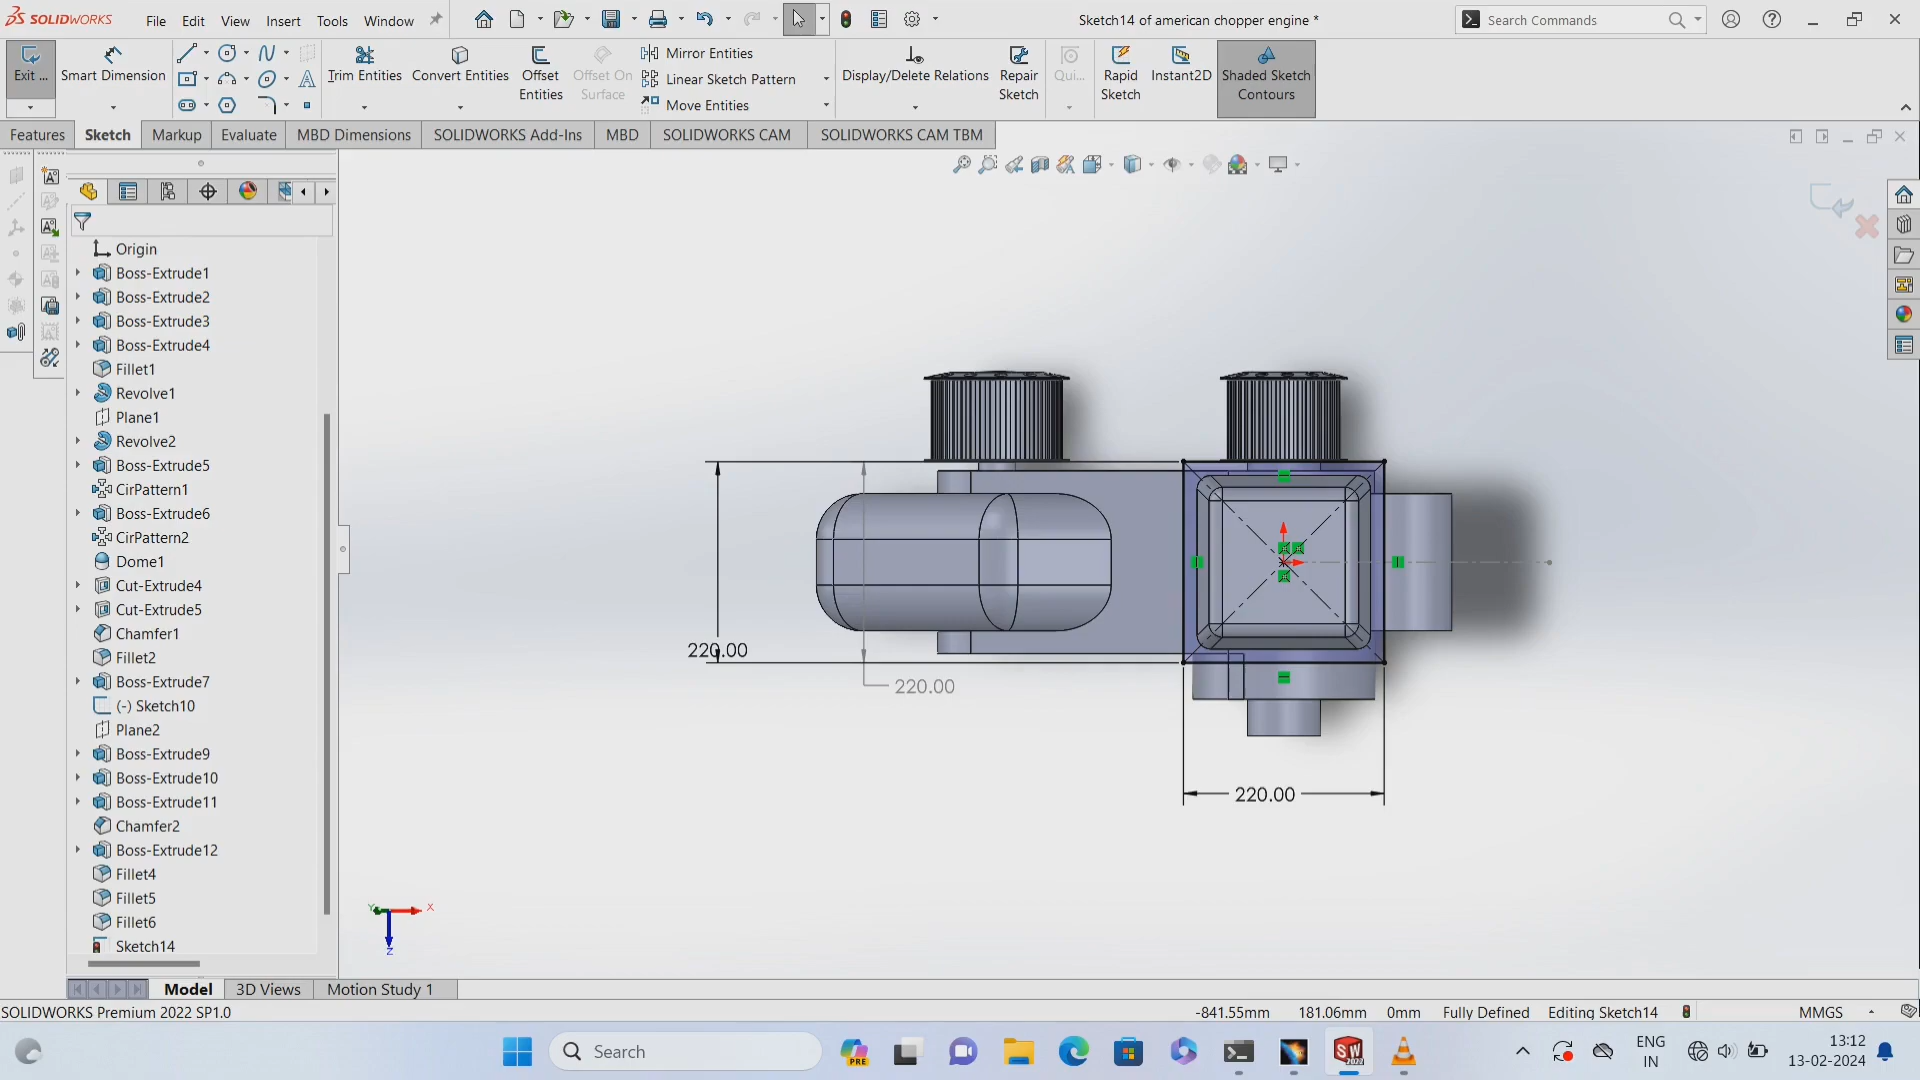 SOLIDWORKS File Edit View Insert Tools Window Sketch14 of american chopper engine * Search Commands
Exit ... Smart Dimension Trim Entities Convert Entities Offset Entities Offset On Surface Mirror Entities Linear Sketch Pattern Move Entities Display/Delete Relations Repair Sketch Qui... Rapid Sketch Instant2D Shaded Sketch Contours
Features Sketch Markup Evaluate MBD Dimensions SOLIDWORKS Add-Ins MBD SOLIDWORKS CAM SOLIDWORKS CAM TBM
Origin
Boss-Extrude1
Boss-Extrude2
Boss-Extrude3
Boss-Extrude4
Fillet1
Revolve1
Plane1
Revolve2
Boss-Extrude5
CirPattern1
Boss-Extrude6
CirPattern2
Dome1
Cut-Extrude4
Cut-Extrude5
Chamfer1
Fillet2
Boss-Extrude7
(-) Sketch10
Plane2
Boss-Extrude9
Boss-Extrude10
Boss-Extrude11
Chamfer2
Boss-Extrude12
Fillet4
Fillet5
Fillet6
Sketch14
220.00
220.00
220.00
Y X
Z
Model 3D Views Motion Study 1
SOLIDWORKS Premium 2022 SP1.0 -841.55mm 181.06mm 0mm Fully Defined Editing Sketch14 MMGS
Search PRE SW 2022 ENG IN 13:12 13-02-2024